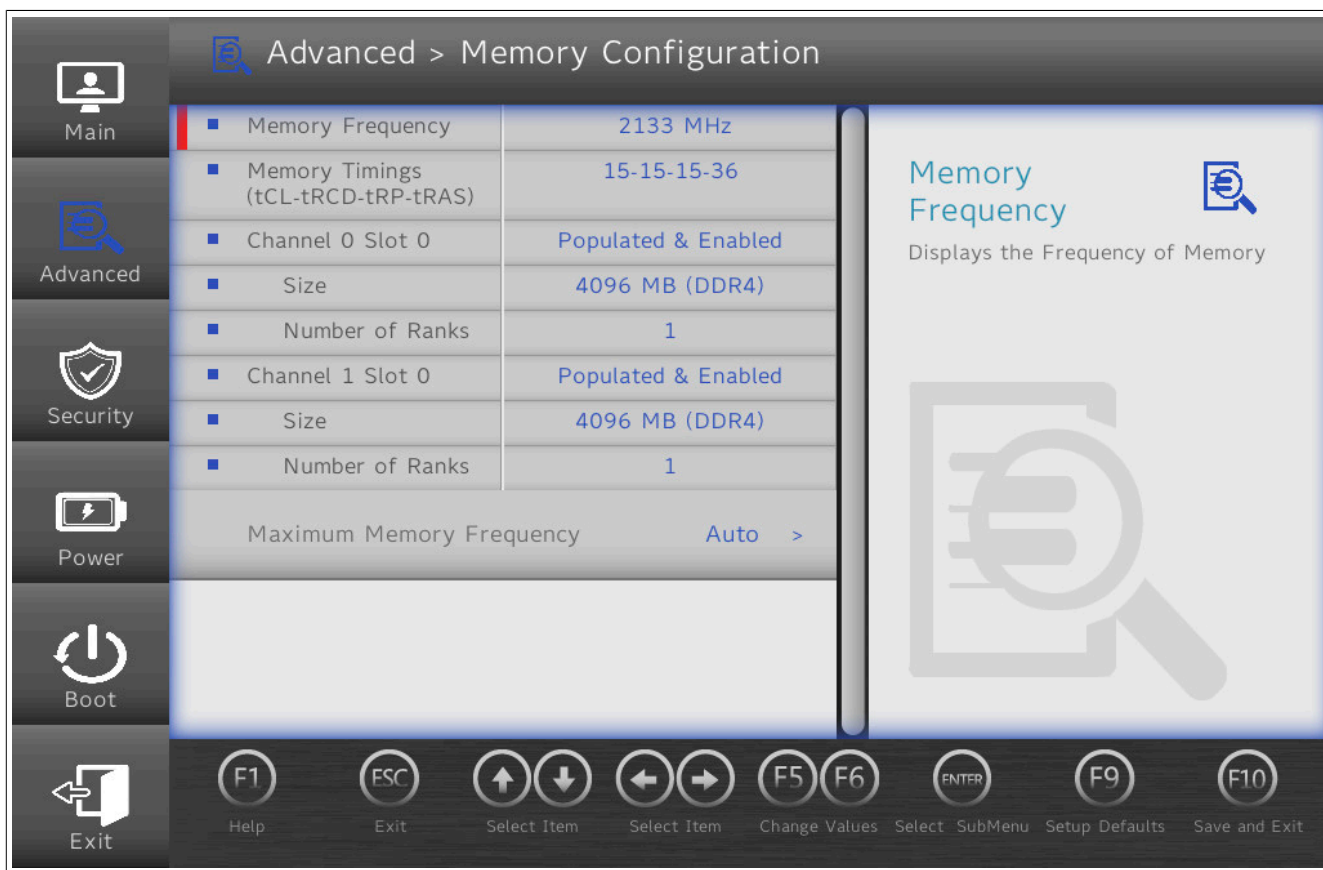 Advanced > Memory Configuration
Main
Advanced
Security
Power
Boot
Exit
Memory Frequency 2133 MHz
Memory Timings 15-15-15-36
(tCL-tRCD-tRP-tRAS)
Channel 0 Slot 0 Populated & Enabled
Size 4096 MB (DDR4)
Number of Ranks 1
Channel 1 Slot 0 Populated & Enabled
Size 4096 MB (DDR4)
Number of Ranks 1
Maximum Memory Frequency Auto >
Memory
Frequency
Displays the Frequency of Memory
F1 ESC F5 F6 ENTER F9 F10
Help Exit Select Item Select Item Change Values Select SubMenu Setup Defaults Save and Exit